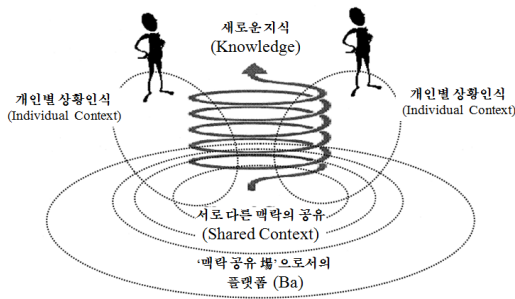 새로운 지식
(Knowledge)
개인별 상황인식
(Individual Context)
개인별 상황인식
(Individual Context)
서로 다른 맥락의 공유
(Shared Context)
‘맥락 공유 場’으로서의
플랫폼 (Ba)